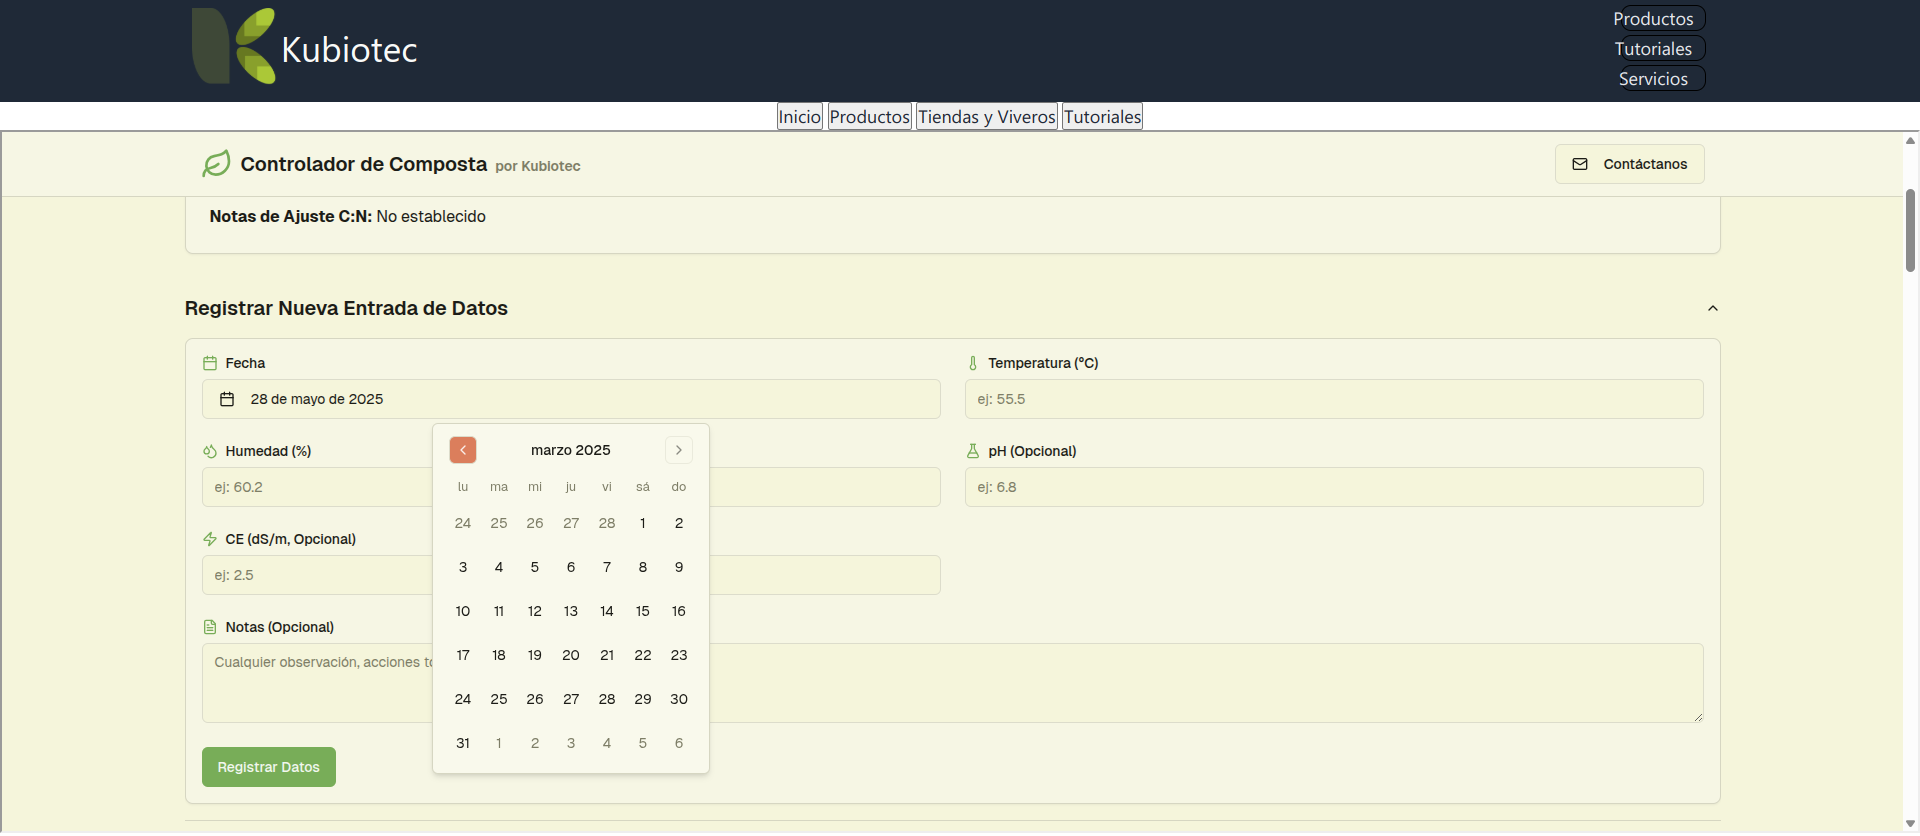 Kubiotec
Productos
Tutoriales
Servicios
Inicio Productos Tiendas y Viveros Tutoriales
Controlador de Composta por Kubiotec
Contáctanos
Notas de Ajuste C:N: No establecido
Registrar Nueva Entrada de Datos
Fecha
28 de mayo de 2025
Temperatura (°C)
ej: 55.5
Humedad (%)
ej: 60.2
pH (Opcional)
ej: 6.8
CE (dS/m, Opcional)
ej: 2.5
Notas (Opcional)
Cualquier observación, acciones
Registrar Datos
marzo 2025
lu ma mi ju vi sá do
24 25 26 27 28 1 2
3 4 5 6 7 8 9
10 11 12 13 14 15 16
17 18 19 20 21 22 23
24 25 26 27 28 29 30
31 1 2 3 4 5 6